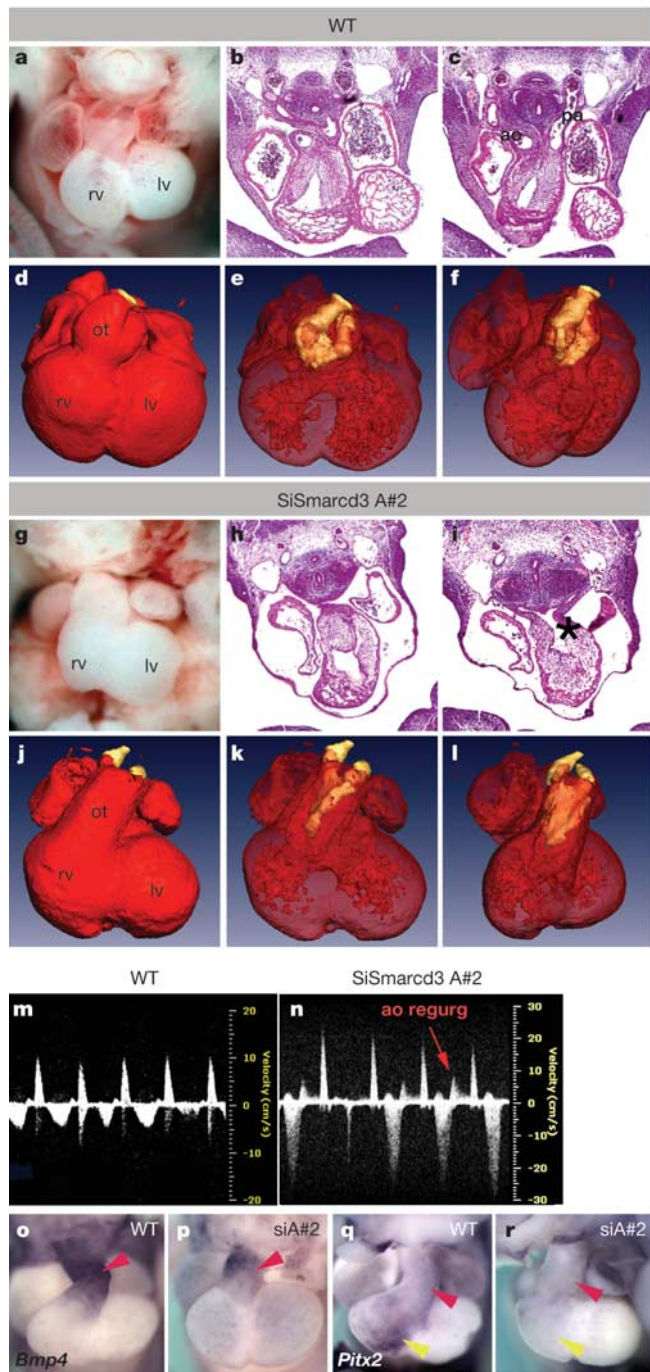 WT
a
rv
lv
b
c
ao
pa
d
ot
rv
lv
e
f
SiSmarcd3 A#2
g
rv
lv
h
i
*
j
ot
rv
lv
k
l
WT
SiSmarcd3 A#2
m
20
10
0
-10
-20
Velocity (cm/s)
n
ao regurg
30
20
10
0
-10
-20
-30
Velocity (cm/s)
o
WT
Bmp4
p
siA#2
q
WT
Pitx2
r
siA#2